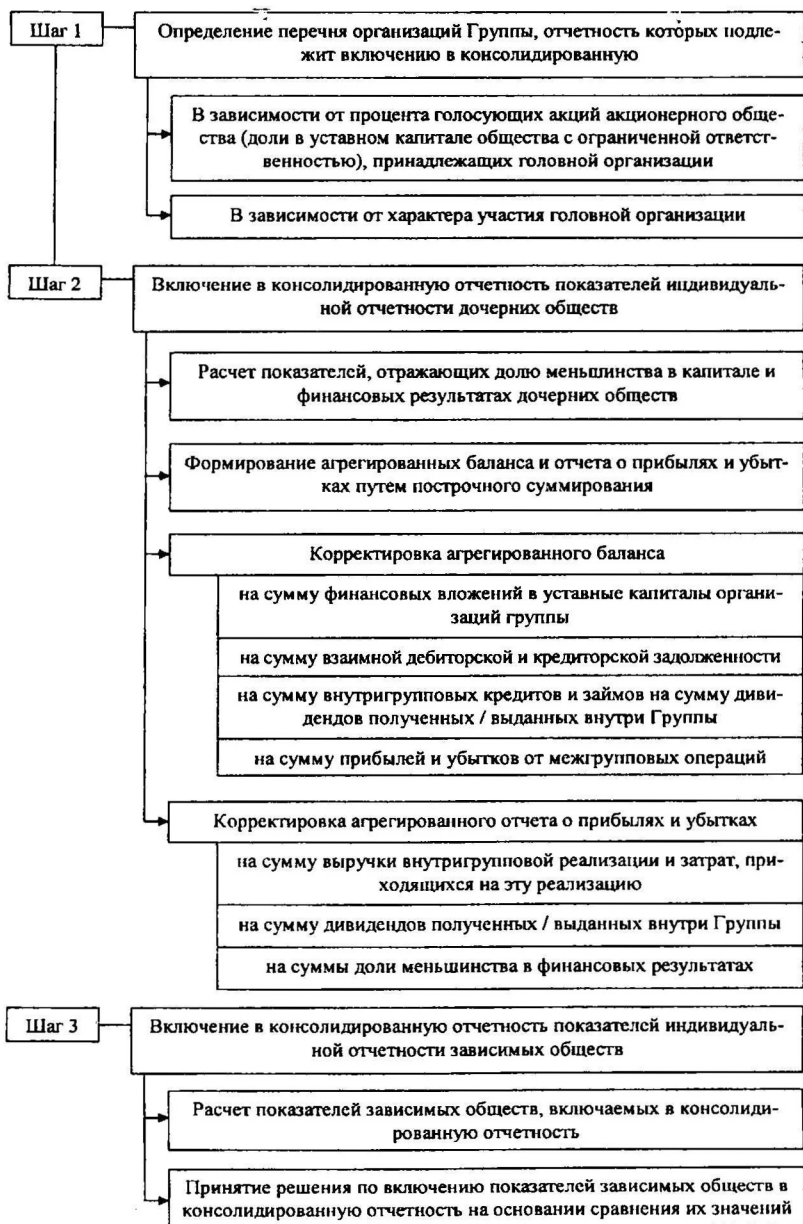 Шаг 1
Определение перечня организаций Группы, отчетность которых подле-
жит включению в консолидированную
В зависимости от процента голосующих акций акционерного обще-
ства (доли в уставном капитале общества с ограниченной ответст-
венностью), принадлежащих головной организации
В зависимости от характера участия головной организации
Шаг 2
Включение в консолидированную отчетность показателей индивидуаль-
ной отчетности дочерних обществ
Расчет показателей, отражающих долю меньшинства в капитале и
финансовых результатах дочерних обществ
Формирование агрегированных баланса и отчета о прибылях и убыт-
ках путем построчного суммирования
Корректировка агрегированного баланса
на сумму финансовых вложений в уставные капиталы органи-
заций группы
на сумму взаимной дебиторской и кредиторской задолженности
на сумму внутригрупповых кредитов и займов на сумму диви-
дендов полученных / выданных внутри Группы
на сумму прибылей и убытков от межгрупповых операций
Корректировка агрегированного отчета о прибылях и убытках
на сумму выручки внутригрупповой реализации и затрат, при-
ходящихся на эту реализацию
на сумму дивидендов полученных / выданных внутри Группы
на суммы доли меньшинства в финансовых результатах
Шаг 3
Включение в консолидированную отчетность показателей индивидуаль-
ной отчетности зависимых обществ
Расчет показателей зависимых обществ, включаемых в консолиди-
рованную отчетность
Принятие решения по включению показателей зависимых обществ в
консолидированную отчетность на основании сравнения их значений